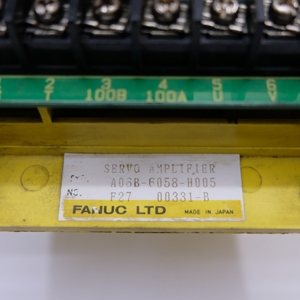 2 3 4 5 6
T 100B 100A U V
SERVO AMPLIFIER
A06B-6058-H005
NO. F27 00331-B
FANUC LTD MADE IN JAPAN